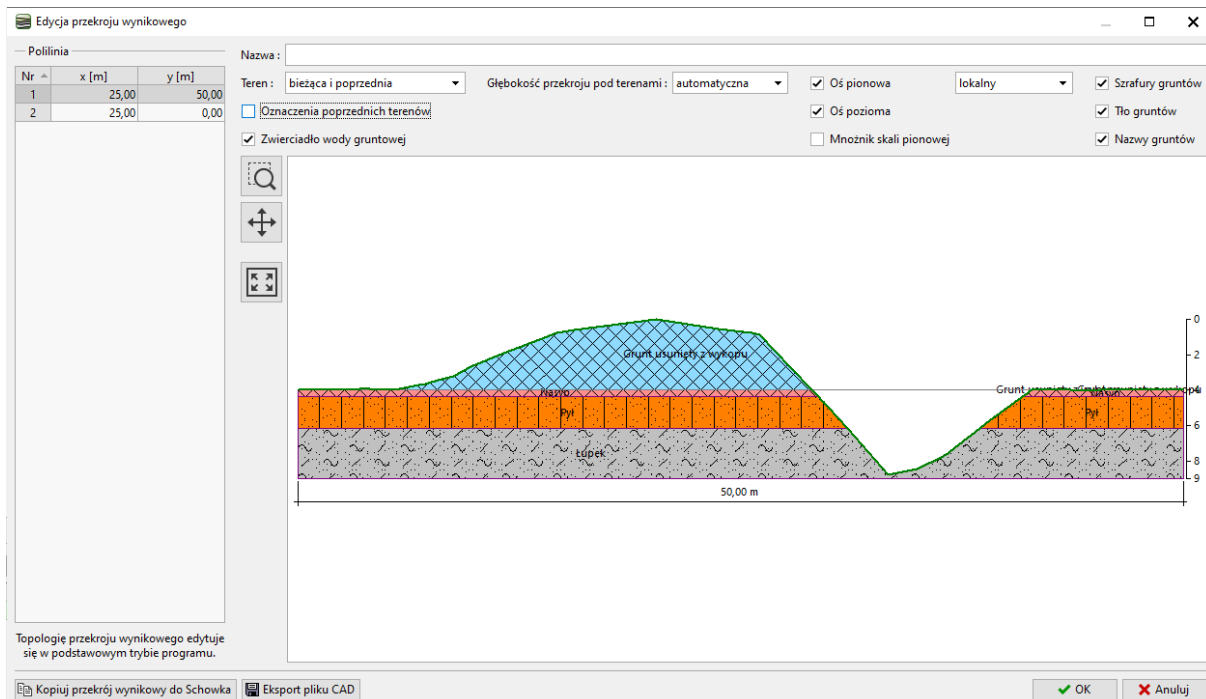 Edycja przekroju wynikowego
Polilinia
Nr x [m] y [m]
1 25,00 50,00
2 25,00 0,00
Topologię przekroju wynikowego edytuje
się w podstawowym trybie programu.
Nazwa :
Teren : bieżąca i poprzednia Głębokość przekroju pod terenami : automatyczna Oś pionowa lokalny Szrafury gruntów
Oznaczenia poprzednich terenów Oś pozioma Tło gruntów
Zwierciadło wody gruntowej Mnożnik skali pionowej Nazwy gruntów
0
2
Grunt usunięty z wykopu
4
Pył Pył
6
Łupek
8
9
50,00 m
Kopiuj przekrój wynikowy do Schowka Eksport pliku CAD OK Anuluj